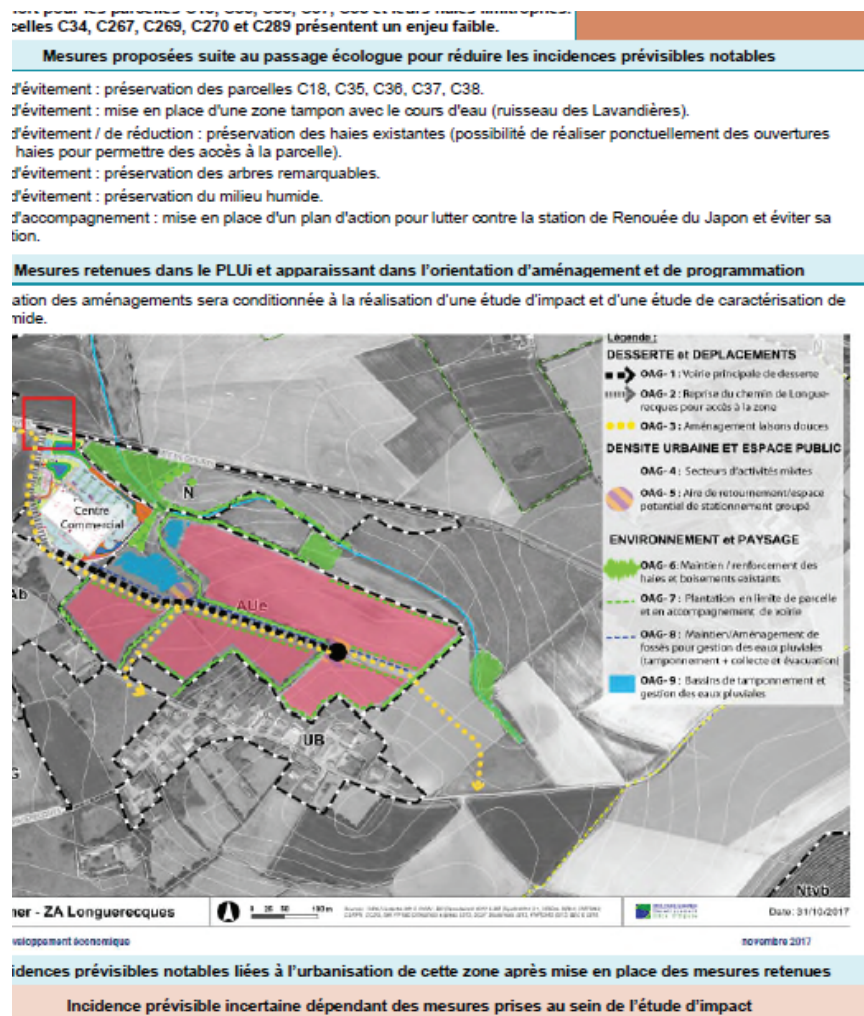 celles C34, C267, C269, C270 et C289 présentent un enjeu faible.
Mesures proposées suite au passage écologue pour réduire les incidences prévisibles notables
d'évitement : préservation des parcelles C18, C35, C36, C37, C38.
d'évitement : mise en place d'une zone tampon avec le cours d'eau (ruisseau des Lavandières).
d'évitement / de réduction : préservation des haies existantes (possibilité de réaliser ponctuellement des ouvertures
haies pour permettre des accès à la parcelle).
d'évitement : préservation des arbres remarquables.
d'évitement : préservation du milieu humide.
d'accompagnement : mise en place d'un plan d'action pour lutter contre la station de Renouée du Japon et éviter sa
tion.
Mesures retenues dans le PLUi et apparaissant dans l'orientation d'aménagement et de programmation
ation des aménagements sera conditionnée à la réalisation d'une étude d'impact et d'une étude de caractérisation de
mide.
Légende :
DESSERTE et DEPLACEMENTS
OAG- 1 : Voirie principale de desserte
OAG- 2 : Reprise du chemin de Longue-
recques pour accès à la zone
OAG- 3 : Aménagement laisons douces
DENSITE URBAINE ET ESPACE PUBLIC
OAG- 4 : Secteurs d'activités mixtes
OAG- 5 : Aire de retournement/espace
potentiel de stationnement groupé
ENVIRONNEMENT et PAYSAGE
OAG- 6: Maintien / renforcement des
haies et boisements existants
OAG- 7 : Plantation en limite de parcelle
et en accompagnement de voirie
OAG- 8 : Maintien/Aménagement de
fossés pour gestion des eaux pluviales
(tamponnement + collecte et évacuation)
OAG- 9 : Bassins de tamponnement et
gestion des eaux pluviales
N
Centre
Commercial
Ab
AUe
UB
G
Ntvb
ner - ZA Longuerecques
0 25 50 100 m
Date: 31/10/2017
veloppement économique
novembre 2017
idences prévisibles notables liées à l'urbanisation de cette zone après mise en place des mesures retenues
Incidence prévisible incertaine dépendant des mesures prises au sein de l'étude d'impact